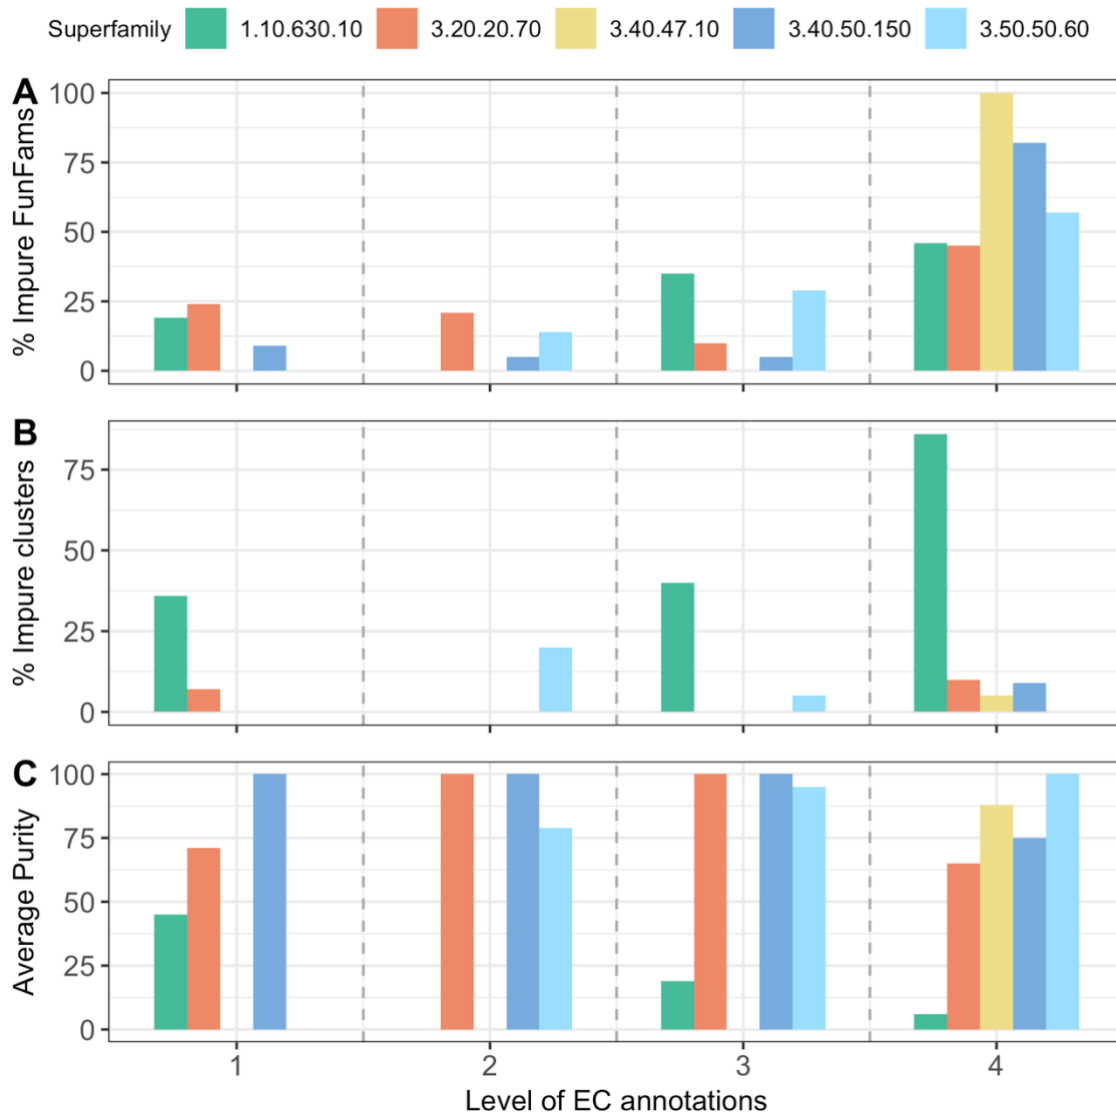 Superfamily 1.10.630.10 3.20.20.70 3.40.47.10 3.40.50.150 3.50.50.60
A
% Impure FunFams
100
75
50
25
0
B
% Impure clusters
75
50
25
0
C
Average Purity
100
75
50
25
0
1 2 3 4
Level of EC annotations